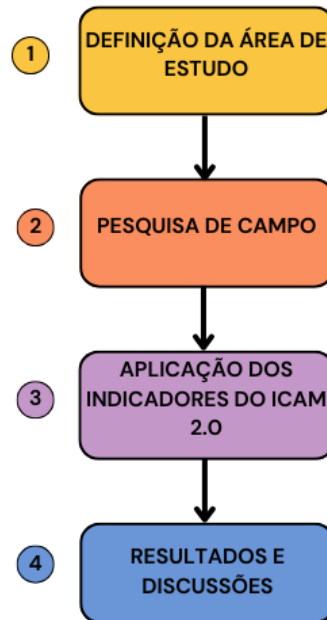 1
DEFINIÇÃO DA ÁREA DE
ESTUDO
2
PESQUISA DE CAMPO
3
APLICAÇÃO DOS
INDICADORES DO ICAM
2.0
4
RESULTADOS E
DISCUSSÕES